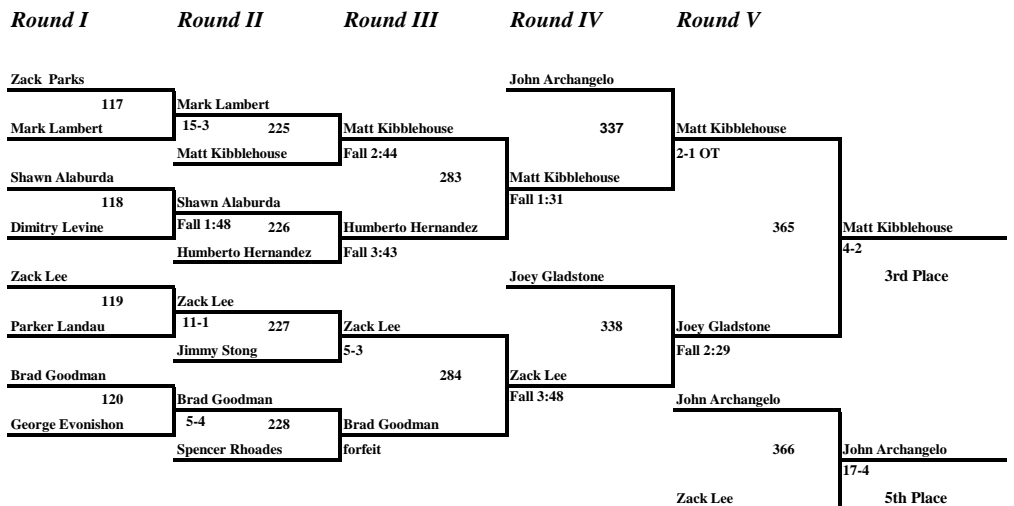 Round I Round II Round III Round IV Round V
Zack Parks John Archangelo
117 Mark Lambert
Mark Lambert 15-3 225 Matt Kibblehouse 337 Matt Kibblehouse
Matt Kibblehouse Fall 2:44 2-1 OT
Shawn Alaburda 283 Matt Kibblehouse
118 Shawn Alaburda Fall 1:31
Dimitry Levine Fall 1:48 226 Humberto Hernandez 365 Matt Kibblehouse
Humberto Hernandez Fall 3:43 4-2
Zack Lee Joey Gladstone 3rd Place
119 Zack Lee
Parker Landau 11-1 227 Zack Lee 338 Joey Gladstone
Jimmy Stong 5-3 Fall 2:29
Brad Goodman 284 Zack Lee
120 Brad Goodman Fall 3:48 John Archangelo
George Evonishon 5-4 228 Brad Goodman
Spencer Rhoades forfeit 366 John Archangelo
17-4
Zack Lee 5th Place